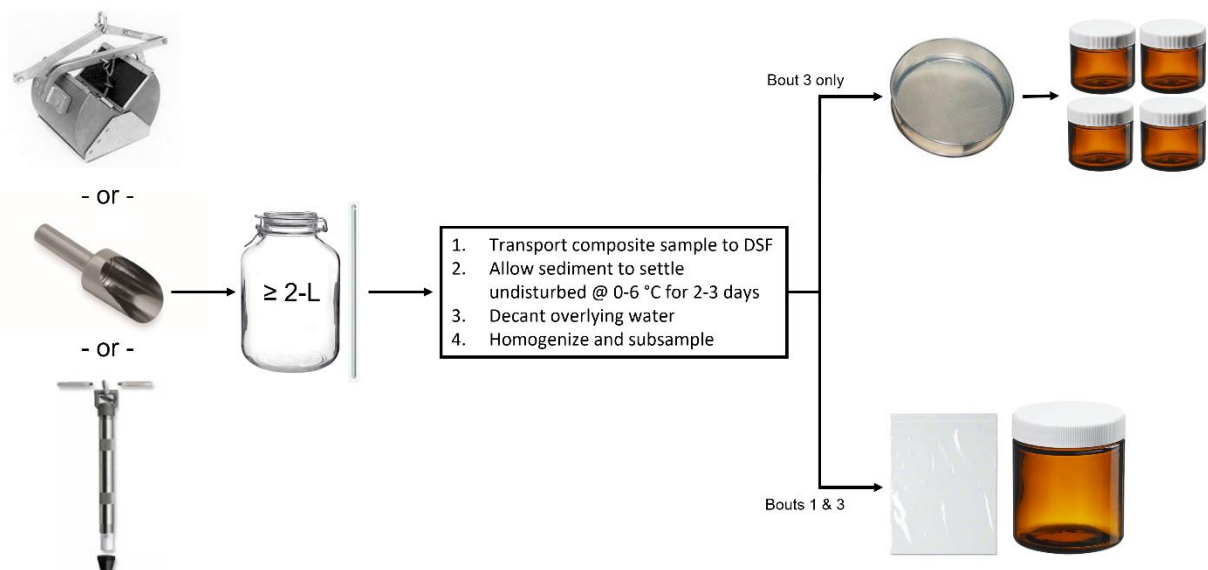 - or -
- or -
≥ 2-L
1. Transport composite sample to DSF
2. Allow sediment to settle
undisturbed @ 0-6 °C for 2-3 days
3. Decant overlying water
4. Homogenize and subsample
Bout 3 only
Bouts 1 & 3